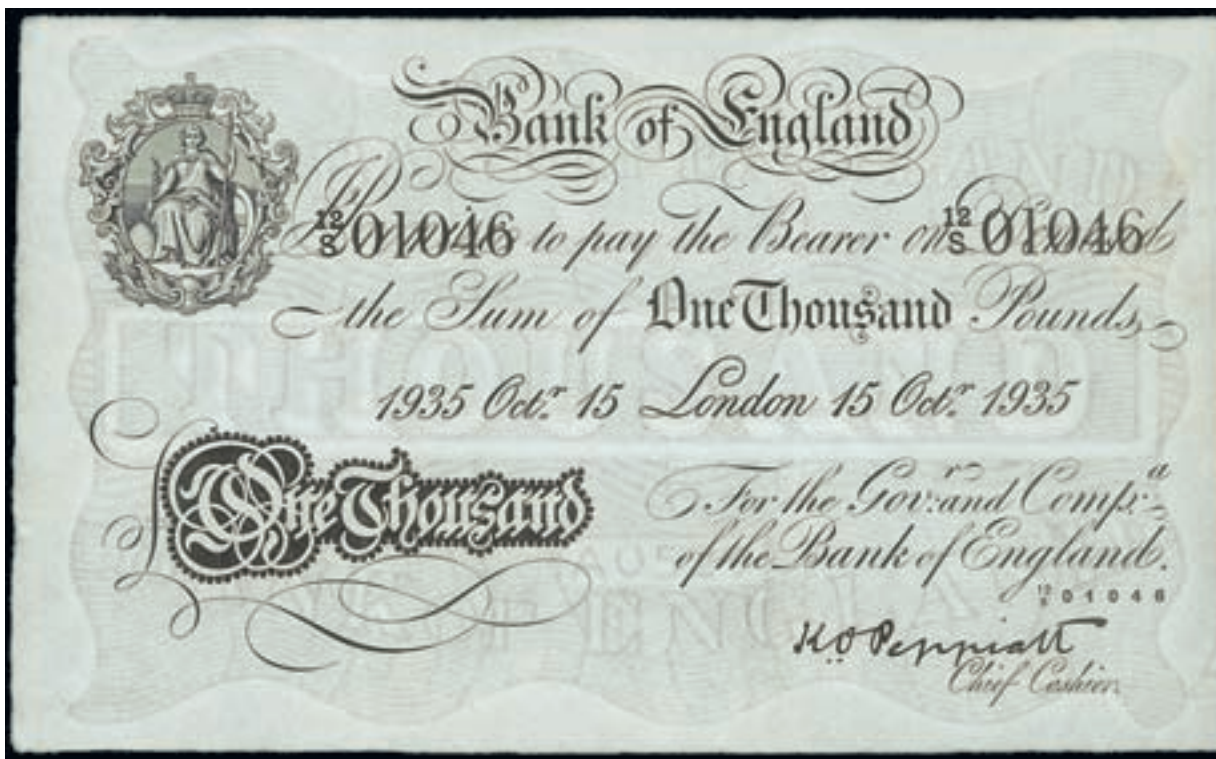 Bank of England
12/S 01046 to pay the Bearer on 12/S 01046
the Sum of One Thousand Pounds
1935 Octr. 15 London 15 Octr. 1935
One Thousand
For the Govr. and Compa.
of the Bank of England.
12/S 01046
K.O. Peppiatt
Chief Cashier.
THOUSAND